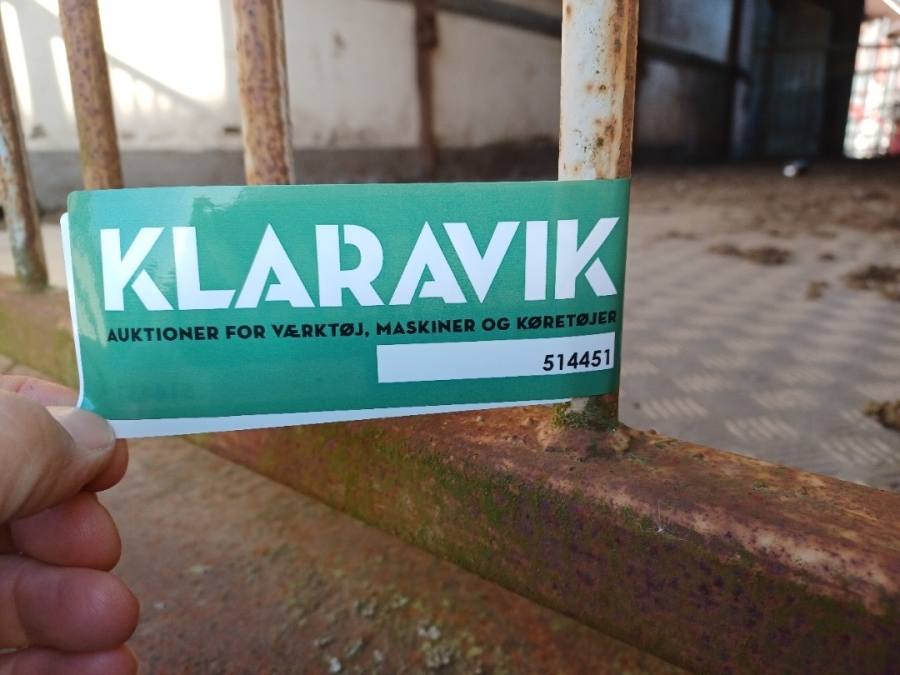 KLARAVIK
AUKTIONER FOR VÆRKTØJ, MASKINER OG KØRETØJER
514451